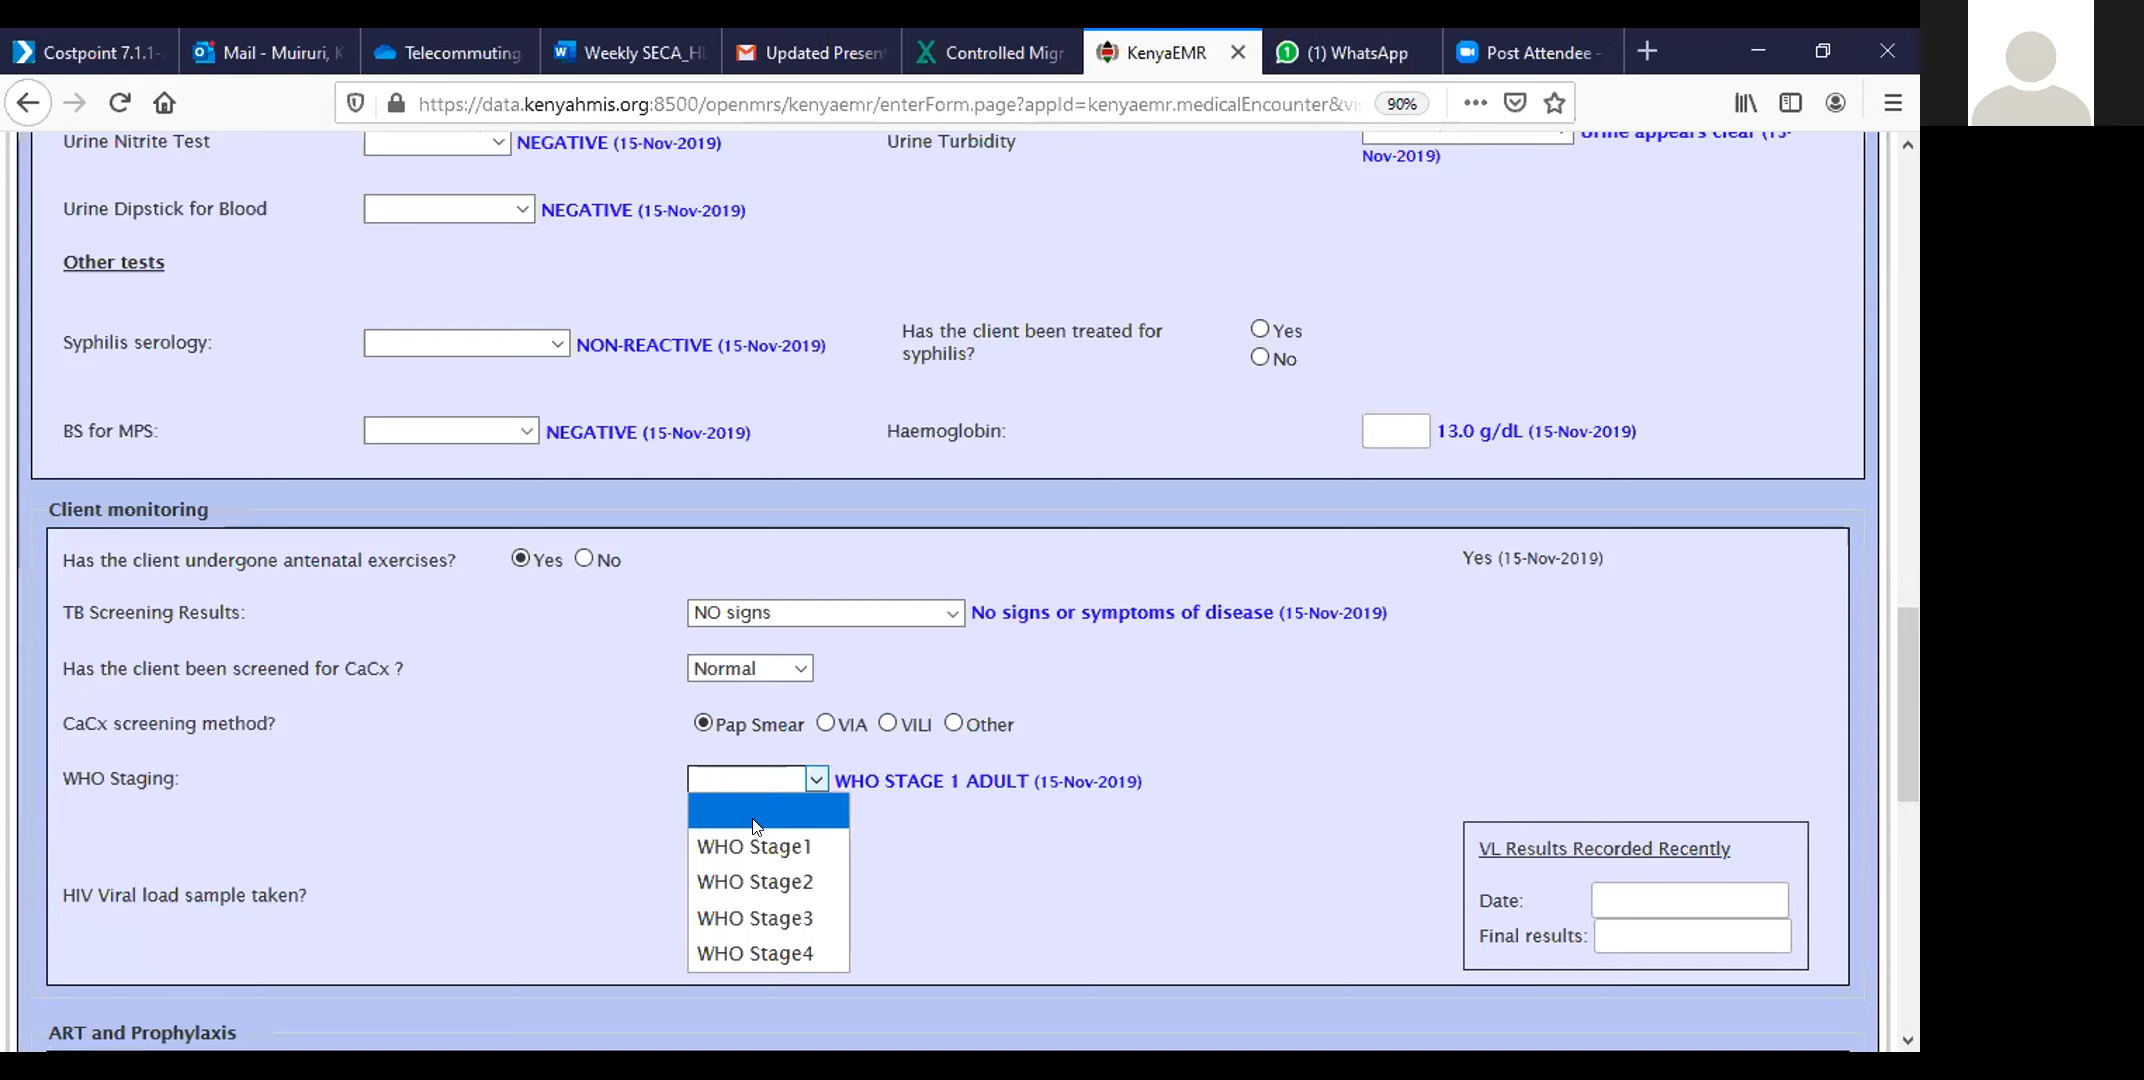 Costpoint 7.1.1-
Mail - Muiruri, K
Telecommuting
Weekly SECA_HI
Updated Presen
Controlled Migr
KenyaEMR
(1) WhatsApp
Post Attendee -
https://data.kenyahmis.org:8500/openmrs/kenyaemr/enterForm.page?appId=kenyaemr.medicalEncounter&vi
90%
Urine Nitrite Test
NEGATIVE (15-Nov-2019)
Urine Turbidity
Urine appears clear (15-
Nov-2019)
Urine Dipstick for Blood
NEGATIVE (15-Nov-2019)
Other tests
Syphilis serology:
NON-REACTIVE (15-Nov-2019)
Has the client been treated for
syphilis?
Yes
No
BS for MPS:
NEGATIVE (15-Nov-2019)
Haemoglobin:
13.0 g/dL (15-Nov-2019)
Client monitoring
Has the client undergone antenatal exercises?
Yes No
Yes (15-Nov-2019)
TB Screening Results:
NO signs
No signs or symptoms of disease (15-Nov-2019)
Has the client been screened for CaCx ?
Normal
CaCx screening method?
Pap Smear VIA VILI Other
WHO Staging:
WHO STAGE 1 ADULT (15-Nov-2019)
WHO Stage1
WHO Stage2
WHO Stage3
WHO Stage4
HIV Viral load sample taken?
VL Results Recorded Recently
Date:
Final results:
ART and Prophylaxis